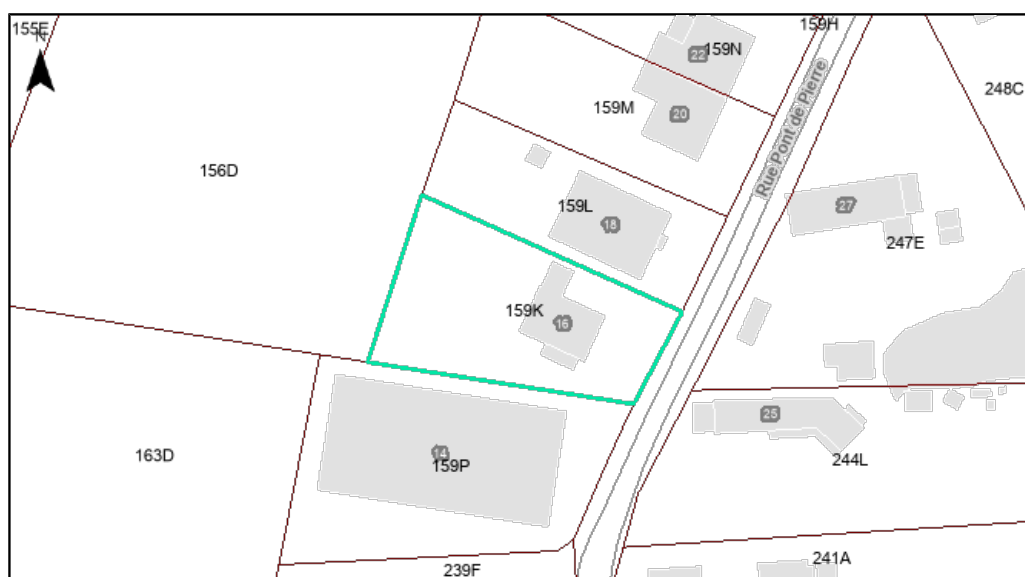 155E
N
159H
22
159N
248C
159M
20
Rue Pont de Pierre
156D
159L
18
27
247E
159K
16
25
244L
163D
14
159P
239F
241A